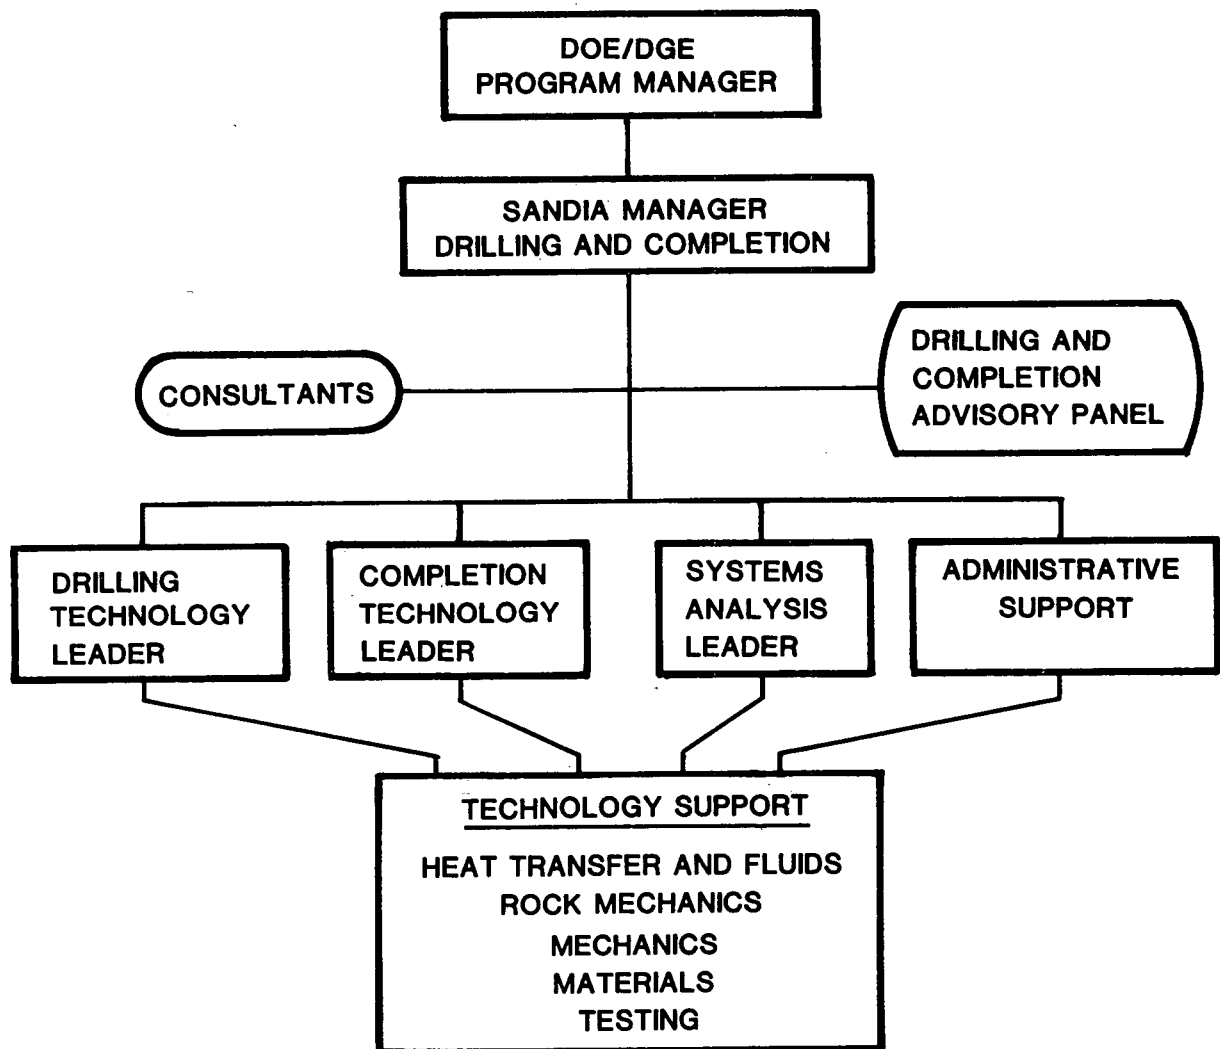 DOE/DGE
PROGRAM MANAGER
SANDIA MANAGER
DRILLING AND COMPLETION
CONSULTANTS
DRILLING AND
COMPLETION
ADVISORY PANEL
DRILLING
TECHNOLOGY
LEADER
COMPLETION
TECHNOLOGY
LEADER
SYSTEMS
ANALYSIS
LEADER
ADMINISTRATIVE
SUPPORT
TECHNOLOGY SUPPORT
HEAT TRANSFER AND FLUIDS
ROCK MECHANICS
MECHANICS
MATERIALS
TESTING